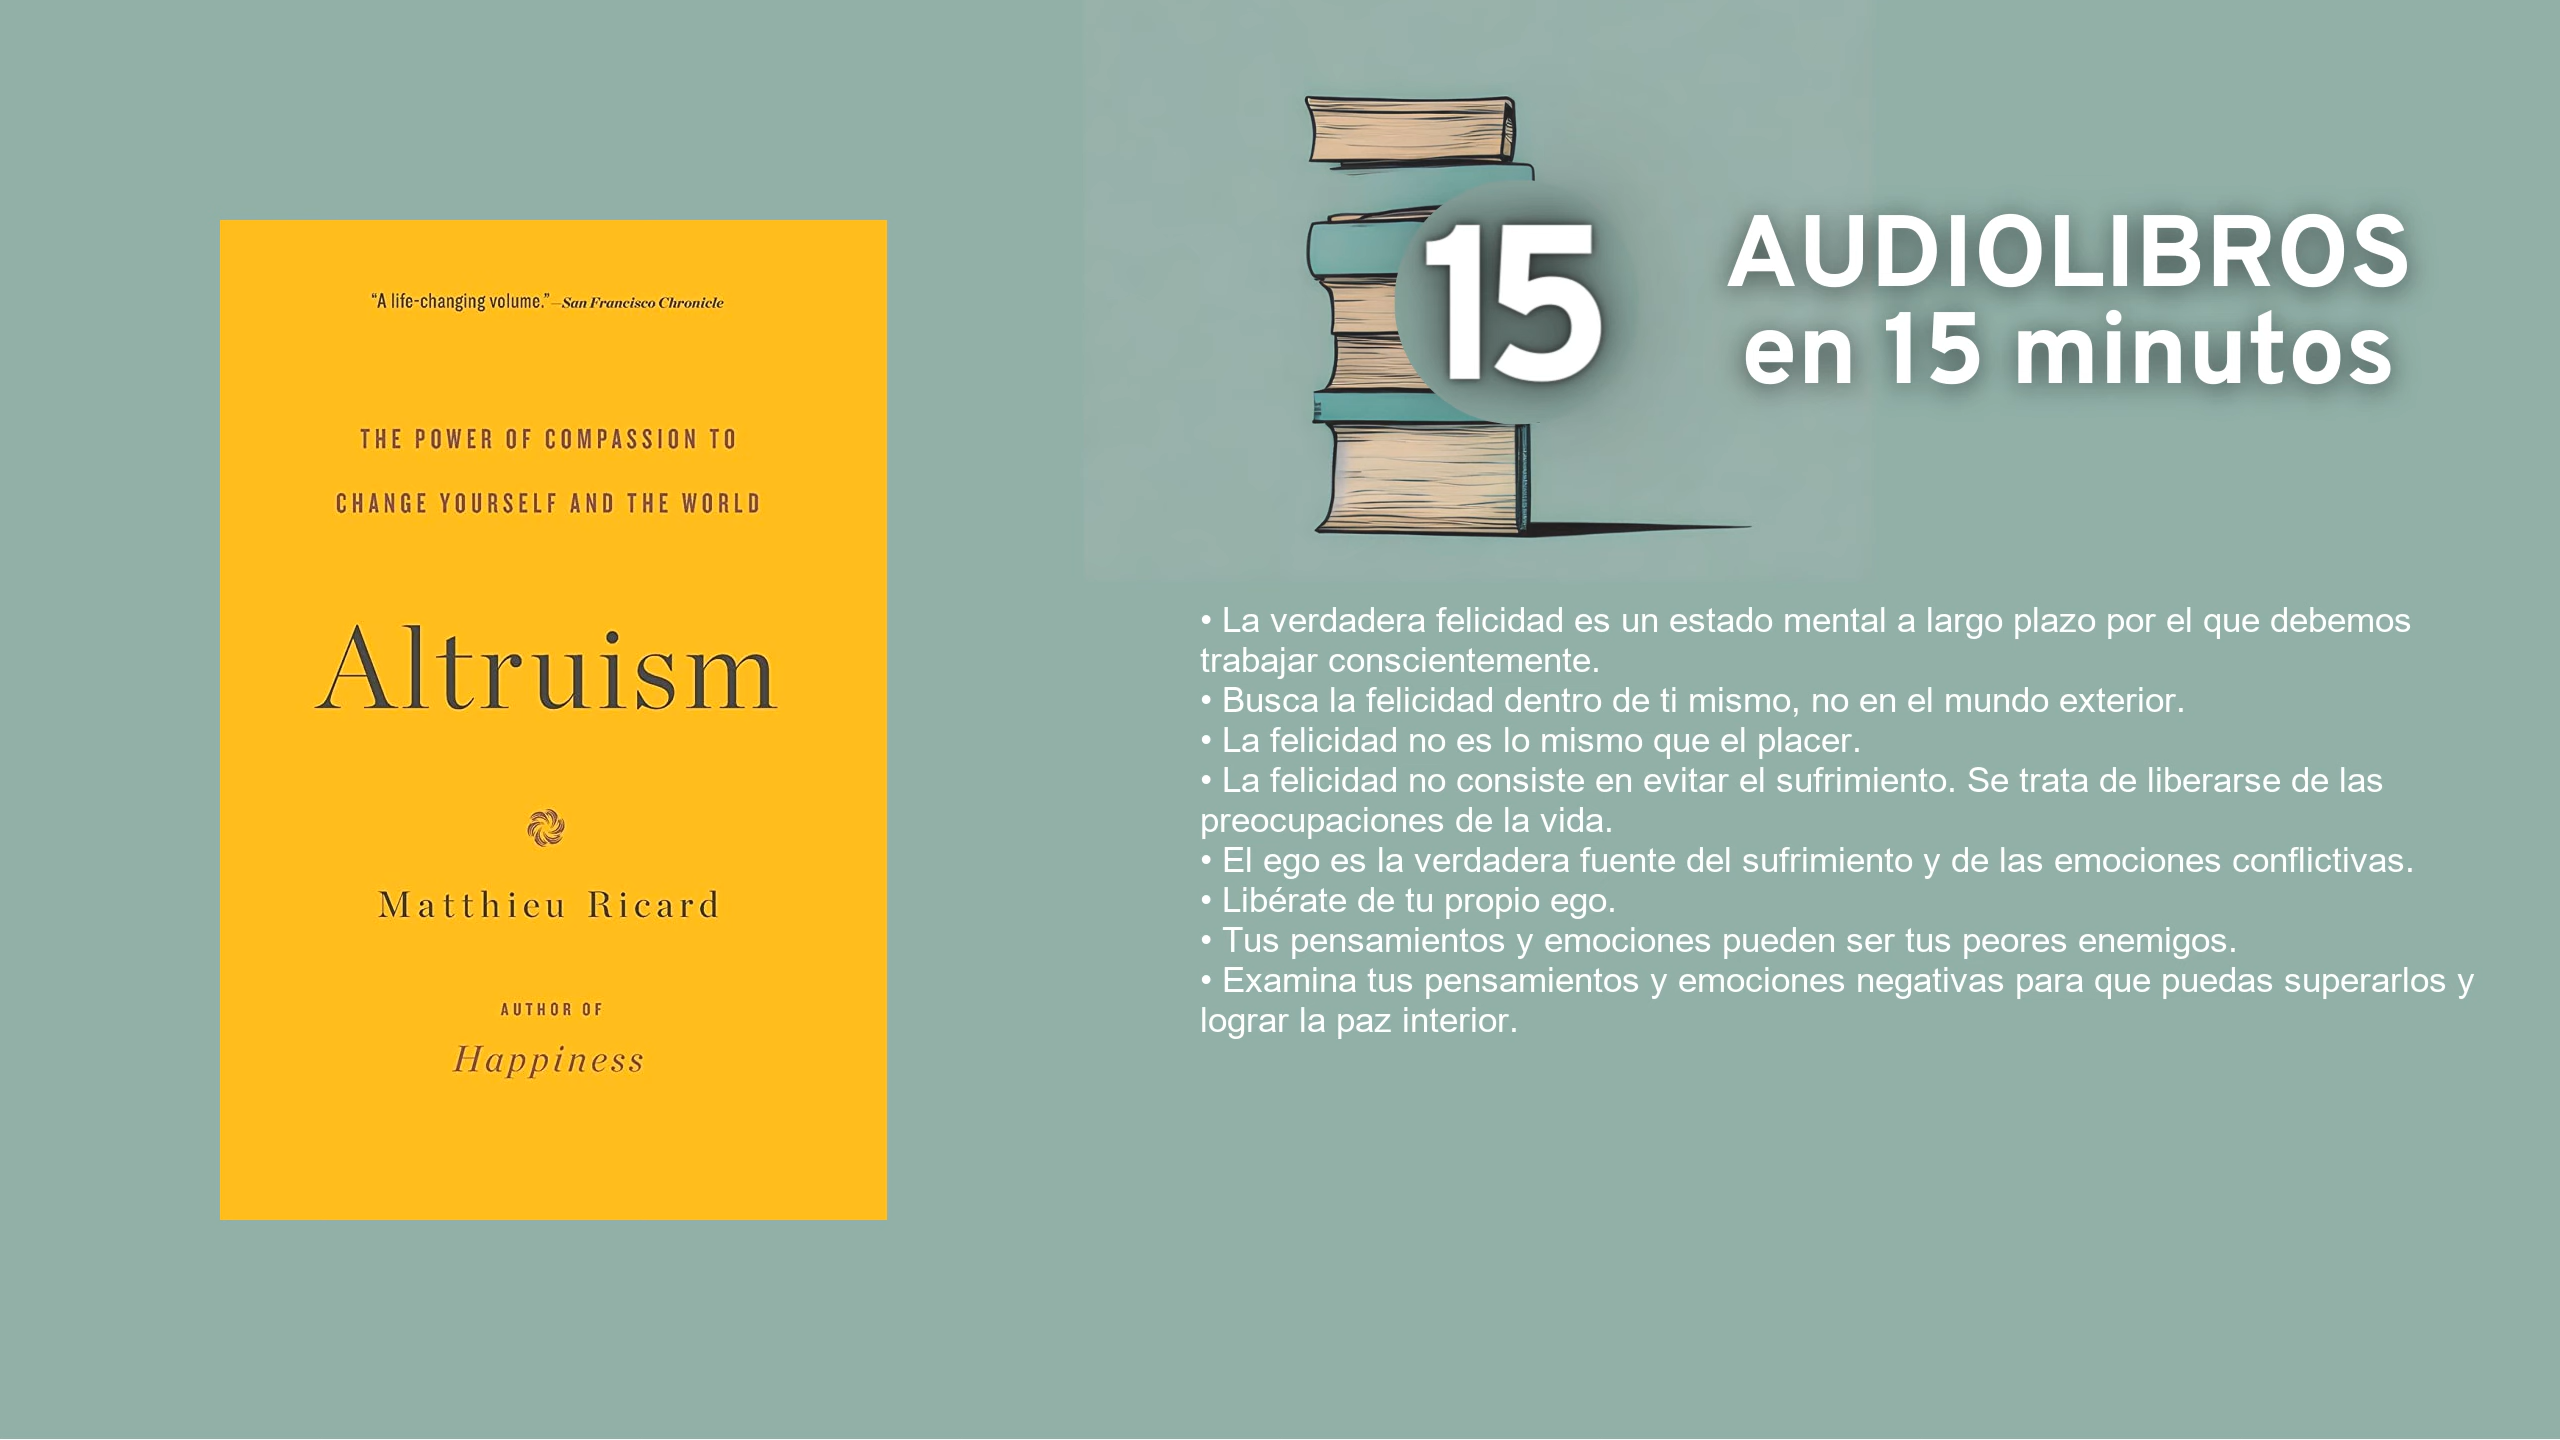 “A life-changing volume.”—San Francisco Chronicle
THE POWER OF COMPASSION TO
CHANGE YOURSELF AND THE WORLD
Altruism
Matthieu Ricard
AUTHOR OF
Happiness
15
AUDIOLIBROS
en 15 minutos
• La verdadera felicidad es un estado mental a largo plazo por el que debemos
trabajar conscientemente.
• Busca la felicidad dentro de ti mismo, no en el mundo exterior.
• La felicidad no es lo mismo que el placer.
• La felicidad no consiste en evitar el sufrimiento. Se trata de liberarse de las
preocupaciones de la vida.
• El ego es la verdadera fuente del sufrimiento y de las emociones conflictivas.
• Libérate de tu propio ego.
• Tus pensamientos y emociones pueden ser tus peores enemigos.
• Examina tus pensamientos y emociones negativas para que puedas superarlos y
lograr la paz interior.